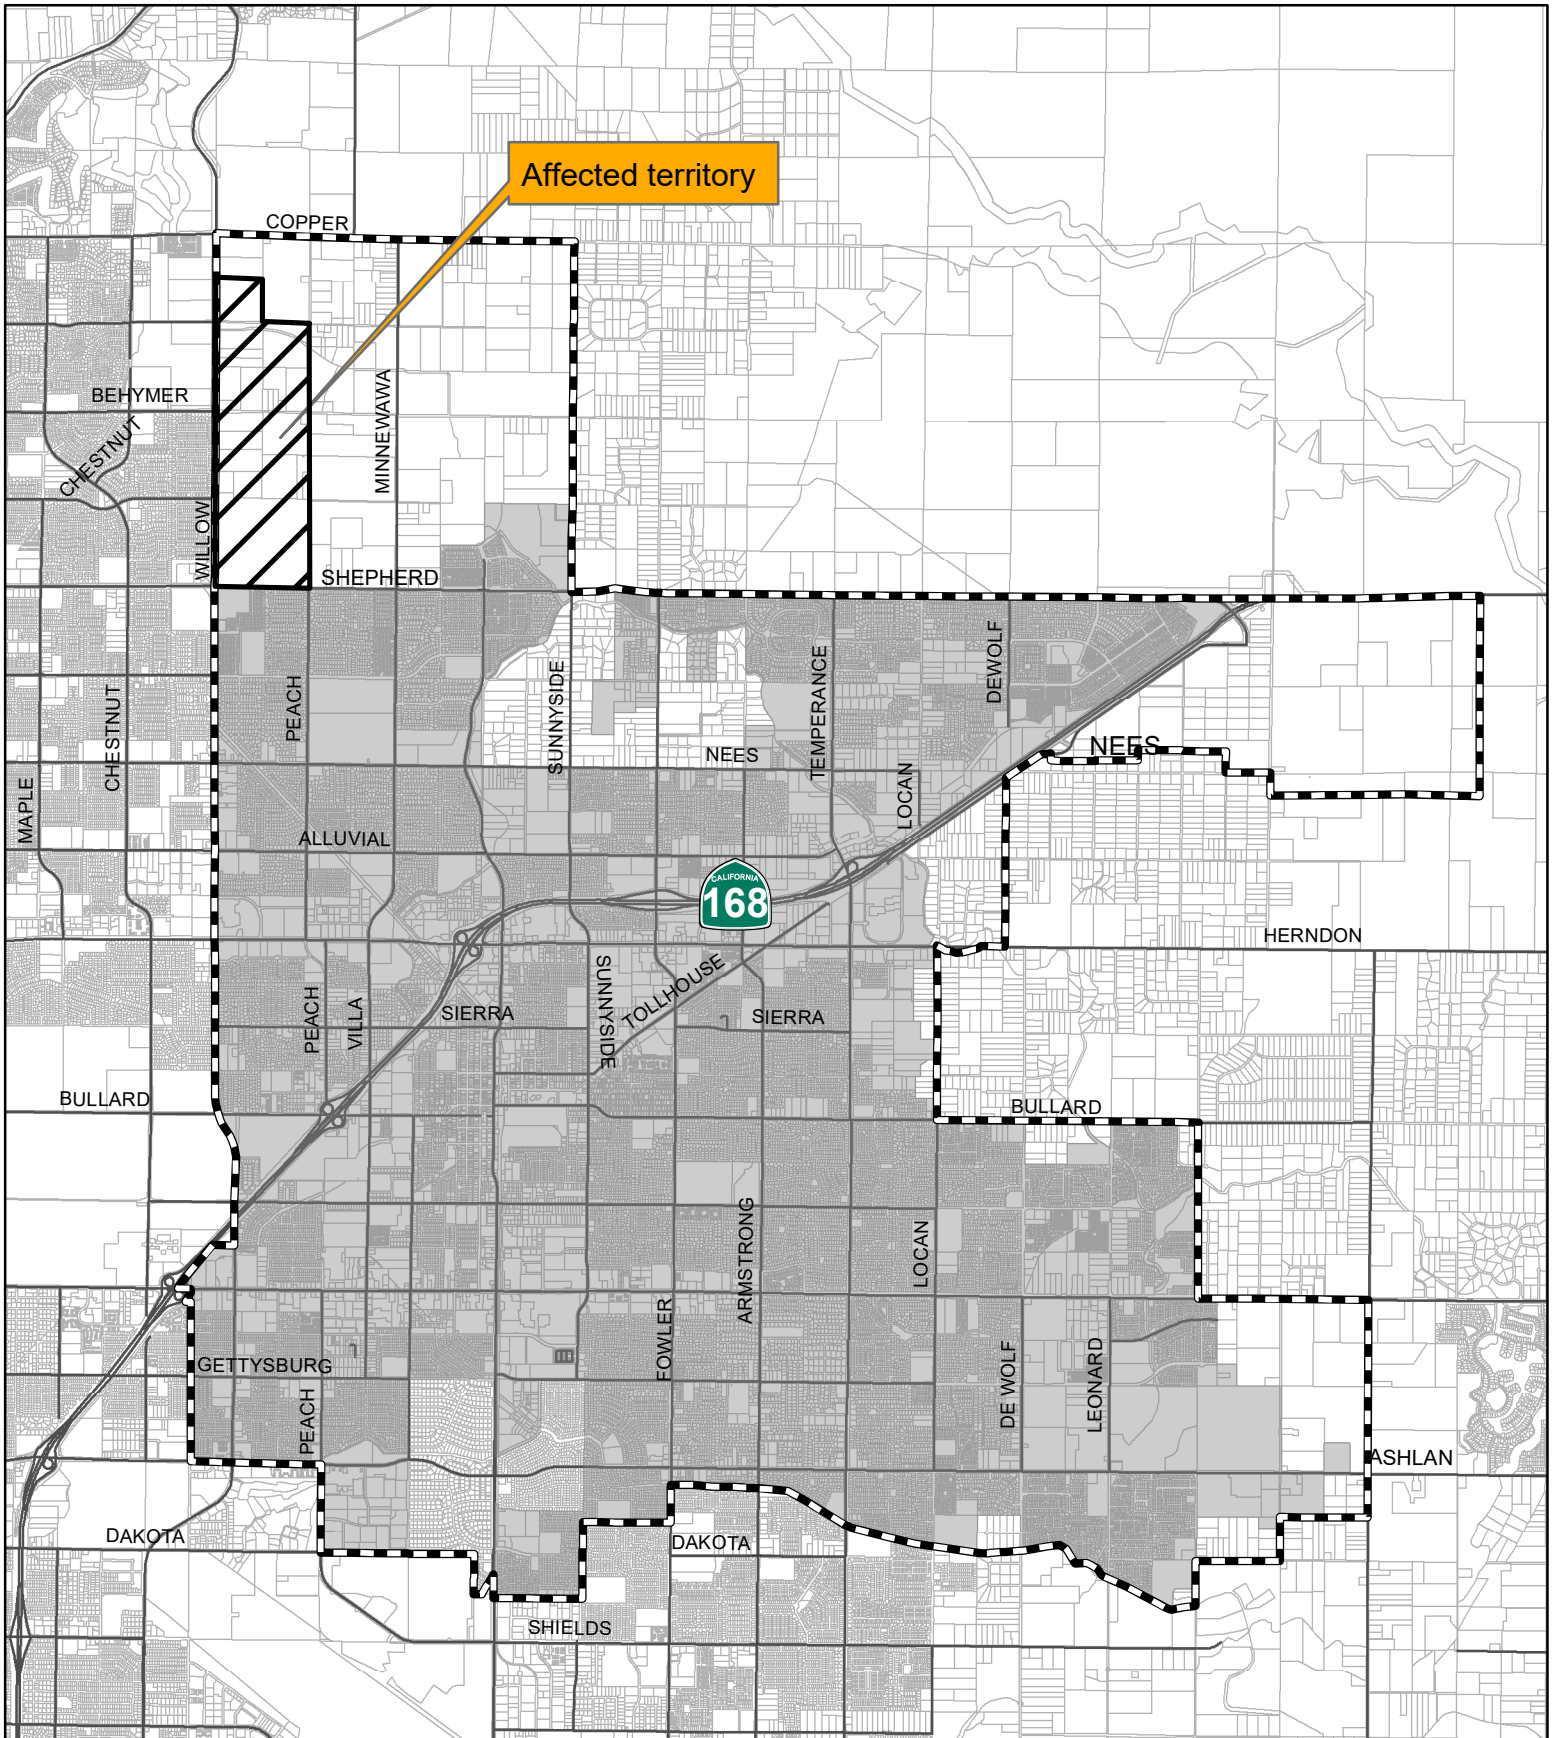 Affected territory
COPPER
BEHYMER
CHESTNUT
MINNEWAWA
WILLOW
SHEPHERD
DEWOLF
SUNNYSIDE
TEMPERANCE
PEACH
CHESTNUT
NEES
NEES
MAPLE
LOCAN
ALLUVIAL
CALIFORNIA
168
HERNDON
TOLLHOUSE
SUNNYSIDE
PEACH
VILLA
SIERRA
SIERRA
BULLARD
BULLARD
ARMSTRONG
LOCAN
FOWLER
GETTYSBURG
DE WOLF
LEONARD
PEACH
ASHLAN
DAKOTA
DAKOTA
SHIELDS